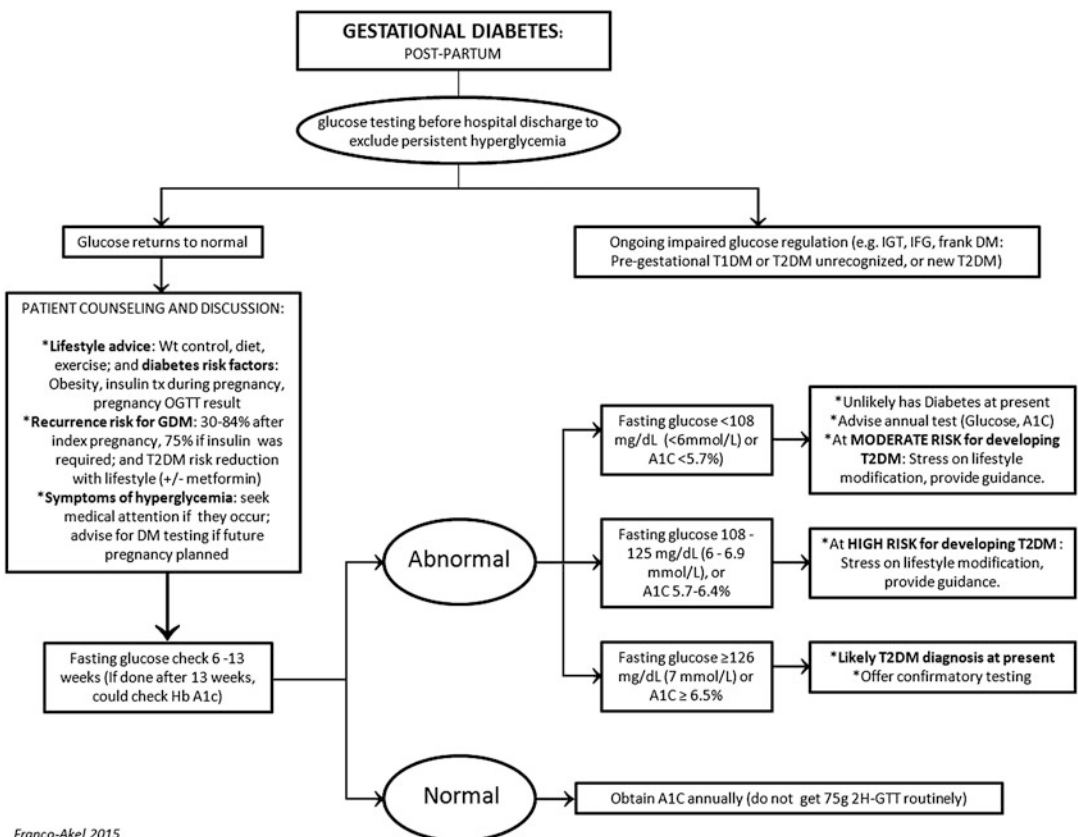 GESTATIONAL DIABETES:
POST-PARTUM
glucose testing before hospital discharge to
exclude persistent hyperglycemia
Glucose returns to normal
Ongoing impaired glucose regulation (e.g. IGT, IFG, frank DM:
Pre-gestational T1DM or T2DM unrecognized, or new T2DM)
PATIENT COUNSELING AND DISCUSSION:
*Lifestyle advice: Wt control, diet,
exercise; and diabetes risk factors:
Obesity, insulin tx during pregnancy,
pregnancy OGTT result
*Recurrence risk for GDM: 30-84% after
index pregnancy, 75% if insulin was
required; and T2DM risk reduction
with lifestyle (+/- metformin)
*Symptoms of hyperglycemia: seek
medical attention if they occur;
advise for DM testing if future
pregnancy planned
Fasting glucose check 6 -13
weeks (If done after 13 weeks,
could check Hb A1c)
Abnormal
Fasting glucose <108
mg/dL (<6mmol/L) or
A1C <5.7%)
*Unlikely has Diabetes at present
*Advise annual test (Glucose, A1C)
*At MODERATE RISK for developing
T2DM: Stress on lifestyle
modification, provide guidance.
Fasting glucose 108 -
125 mg/dL (6 - 6.9
mmol/L), or
A1C 5.7-6.4%
*At HIGH RISK for developing T2DM :
Stress on lifestyle modification,
provide guidance.
Fasting glucose ≥126
mg/dL (7 mmol/L) or
A1C ≥ 6.5%
*Likely T2DM diagnosis at present
*Offer confirmatory testing
Normal
Obtain A1C annually (do not get 75g 2H-GTT routinely)
Franco-Akel 2015